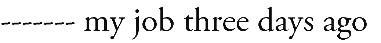 ------- my job three days ago